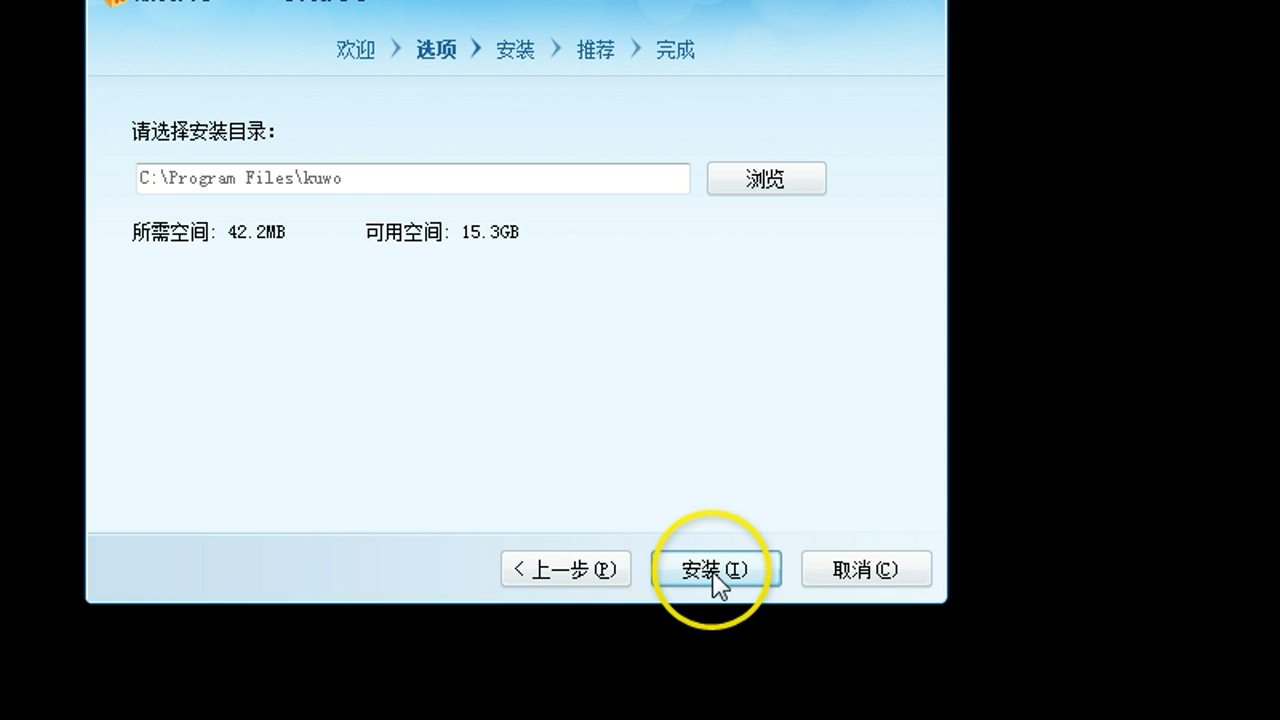 欢迎 > 选项 > 安装 > 推荐 > 完成
请选择安装目录：
C:\Program Files\kuwo 浏览
所需空间: 42.2MB 可用空间: 15.3GB
< 上一步(P) 安装(I) 取消(C)